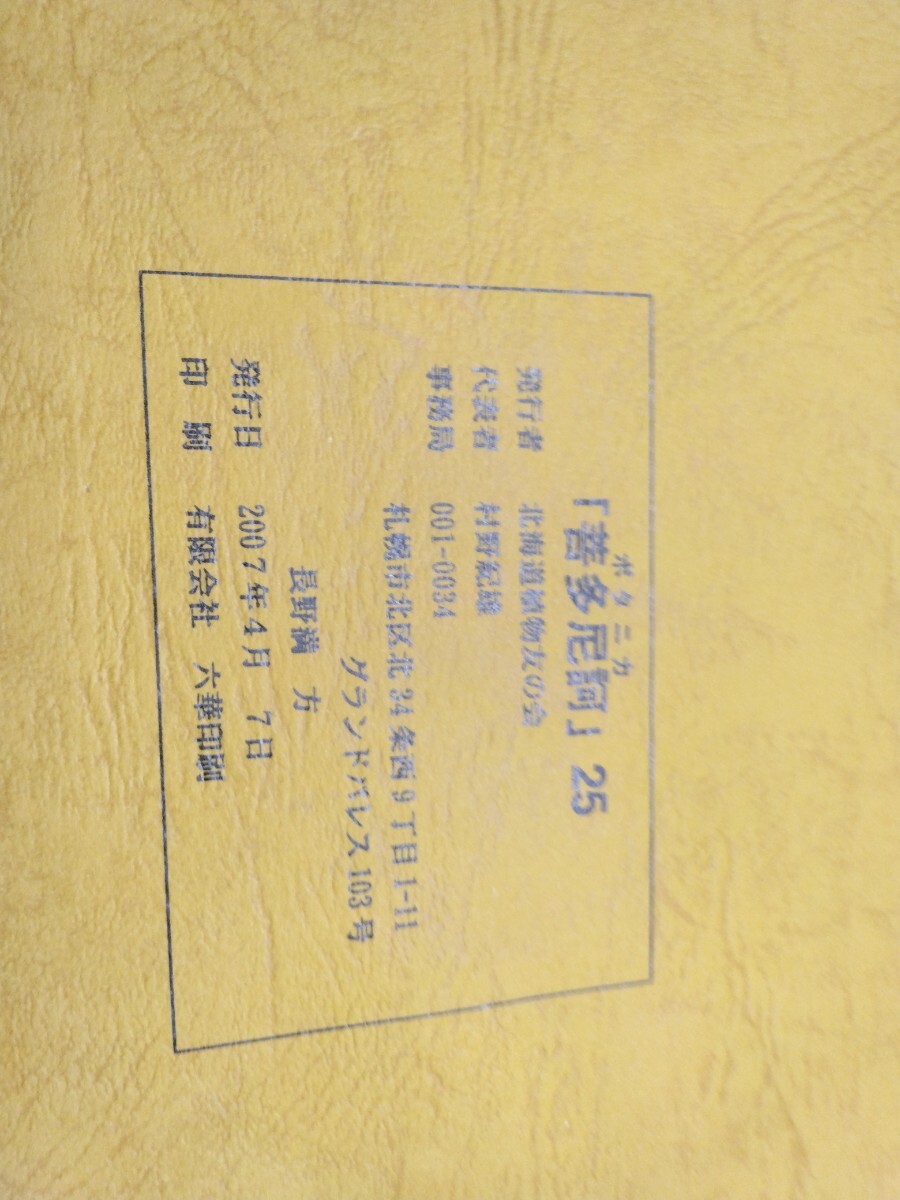 ボタニカ
「菩多尼訶」25
発行者 北海道植物友の会
代表者 村野紀雄
事務局 001-0034
札幌市北区北34条西9丁目1-11
グランドパレス103号
長野満 方
発行日 2007年4月 7日
印 刷 有限会社 六華印刷